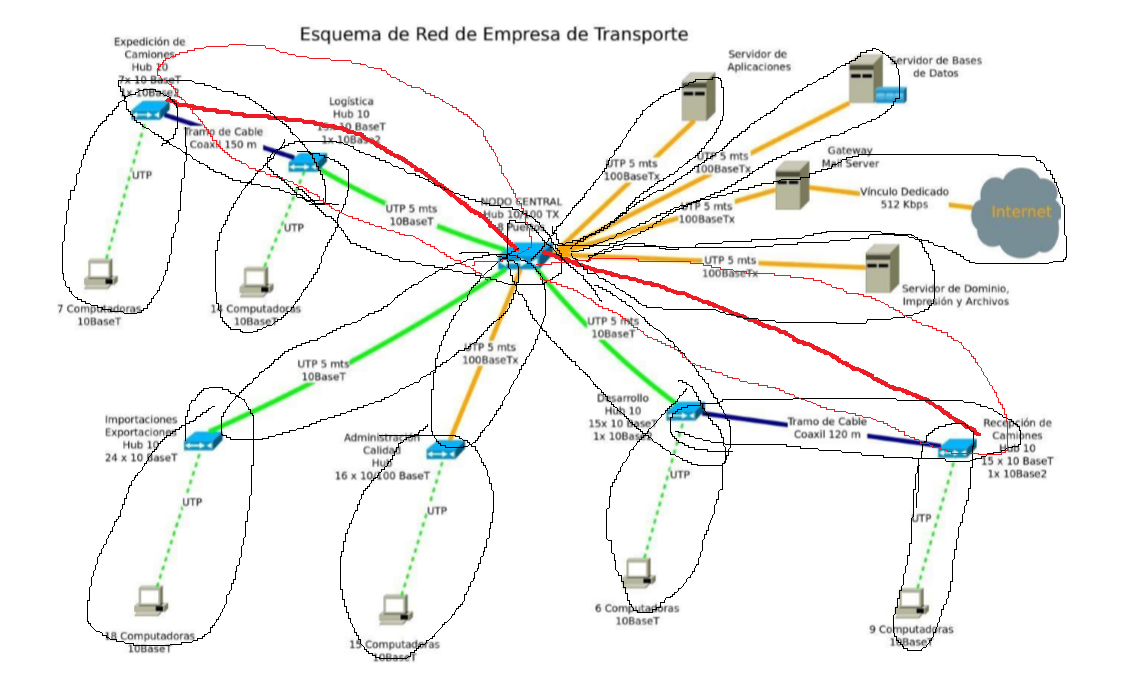 Esquema de Red de Empresa de Transporte
Expedición de
Camiones
Hub 10
7x 10 BaseT
1x 10Base2
Tramo de Cable
Coaxil 150 m
UTP
7 Computadoras
10BaseT
Logística
Hub 10
10 BaseT
1x 10Base2
UTP
14 Computadoras
10BaseT
UTP 5 mts
10BaseT
NODO CENTRAL
Hub 10/100 TX
8 Puertos
Servidor de
Aplicaciones
UTP 5 mts
100BaseTx
Servidor de Bases
de Datos
UTP 5 mts
100BaseTx
Gateway
Mail Server
UTP 5 mts
100BaseTx
Vínculo Dedicado
512 Kbps
Internet
UTP 5 mts
100BaseTx
Servidor de Dominio,
Impresión y Archivos
UTP 5 mts
10BaseT
Importaciones
Exportaciones
Hub 10
24 x 10 BaseT
UTP
18 Computadoras
10BaseT
UTP 5 mts
100BaseTx
Administración
Calidad
Hub
16 x 10/100 BaseT
UTP
15 Computadoras
10BaseT
UTP 5 mts
10BaseT
Desarrollo
Hub 10
15x 10 BaseT
1x 10Base2
UTP
6 Computadoras
10BaseT
Tramo de Cable
Coaxil 120 m
Recepción de
Camiones
Hub 10
15 x 10 BaseT
1x 10Base2
UTP
9 Computadoras
10BaseT